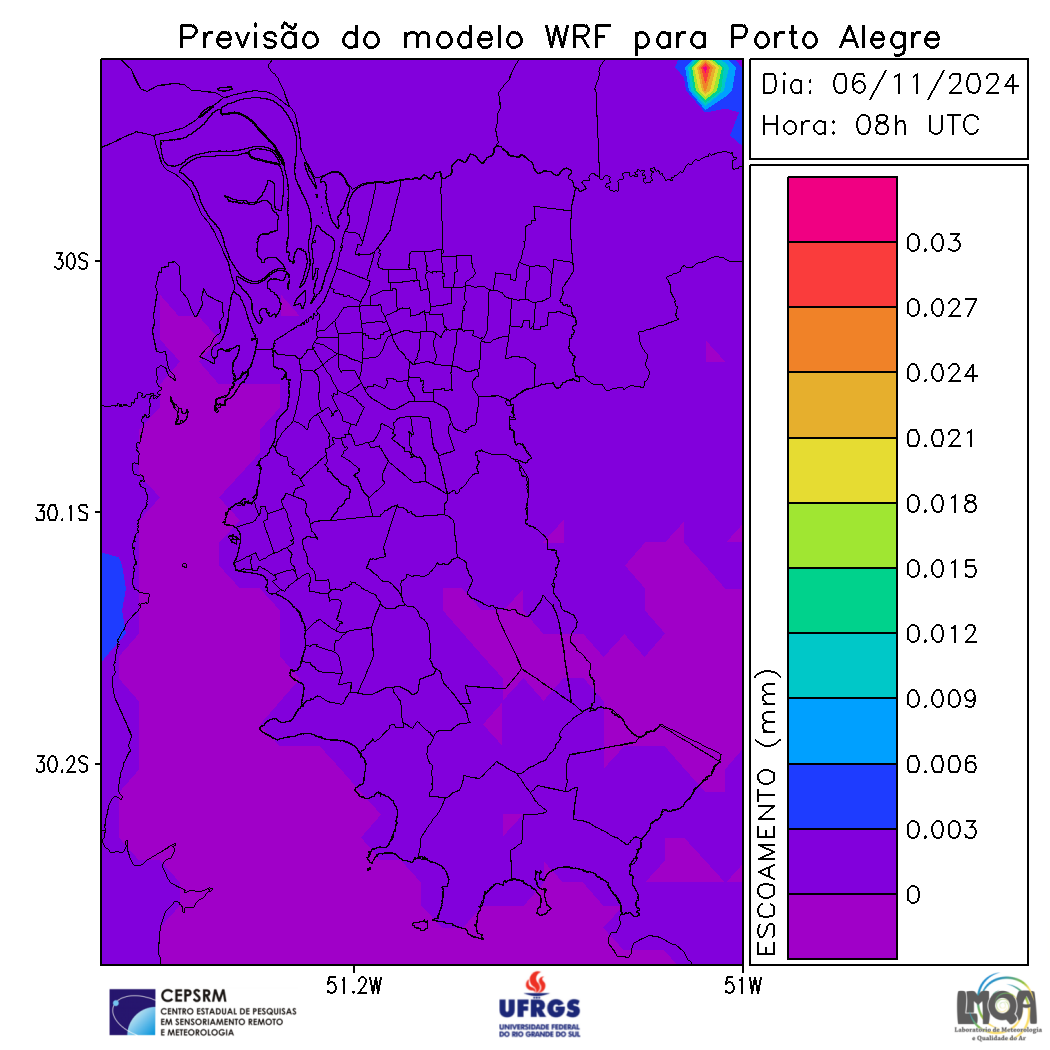 Previsão do modelo WRF para Porto Alegre
Dia: 06/11/2024
Hora: 08h UTC
30S
30.1S
30.2S
51.2W
51W
ESCOAMENTO (mm)
0.03
0.027
0.024
0.021
0.018
0.015
0.012
0.009
0.006
0.003
0
CEPSRM
CENTRO ESTADUAL DE PESQUISAS
EM SENSORIAMENTO REMOTO
E METEOROLOGIA
UFRGS
UNIVERSIDADE FEDERAL
DO RIO GRANDE DO SUL
LMQA
Laboratório de Meteorologia
e Qualidade do Ar